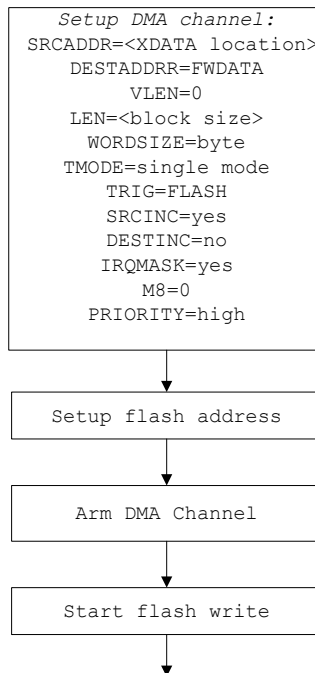 Setup DMA channel:
SRCADDR=<XDATA location>
DESTADDRR=FWDATA
VLEN=0
LEN=<block size>
WORDSIZE=byte
TMODE=single mode
TRIG=FLASH
SRCINC=yes
DESTINC=no
IRQMASK=yes
M8=0
PRIORITY=high
Setup flash address
Arm DMA Channel
Start flash write